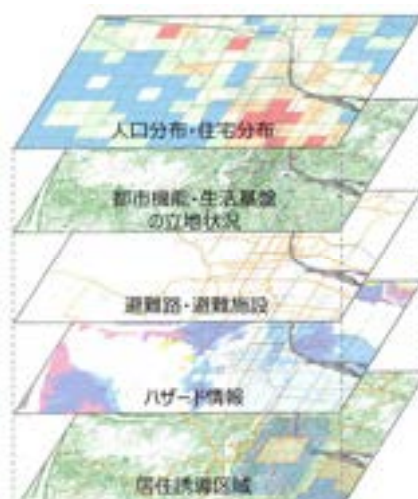 人口分布・住宅分布
都市機能・生活基盤
の立地状況
避難路・避難施設
ハザード情報
居住誘導区域